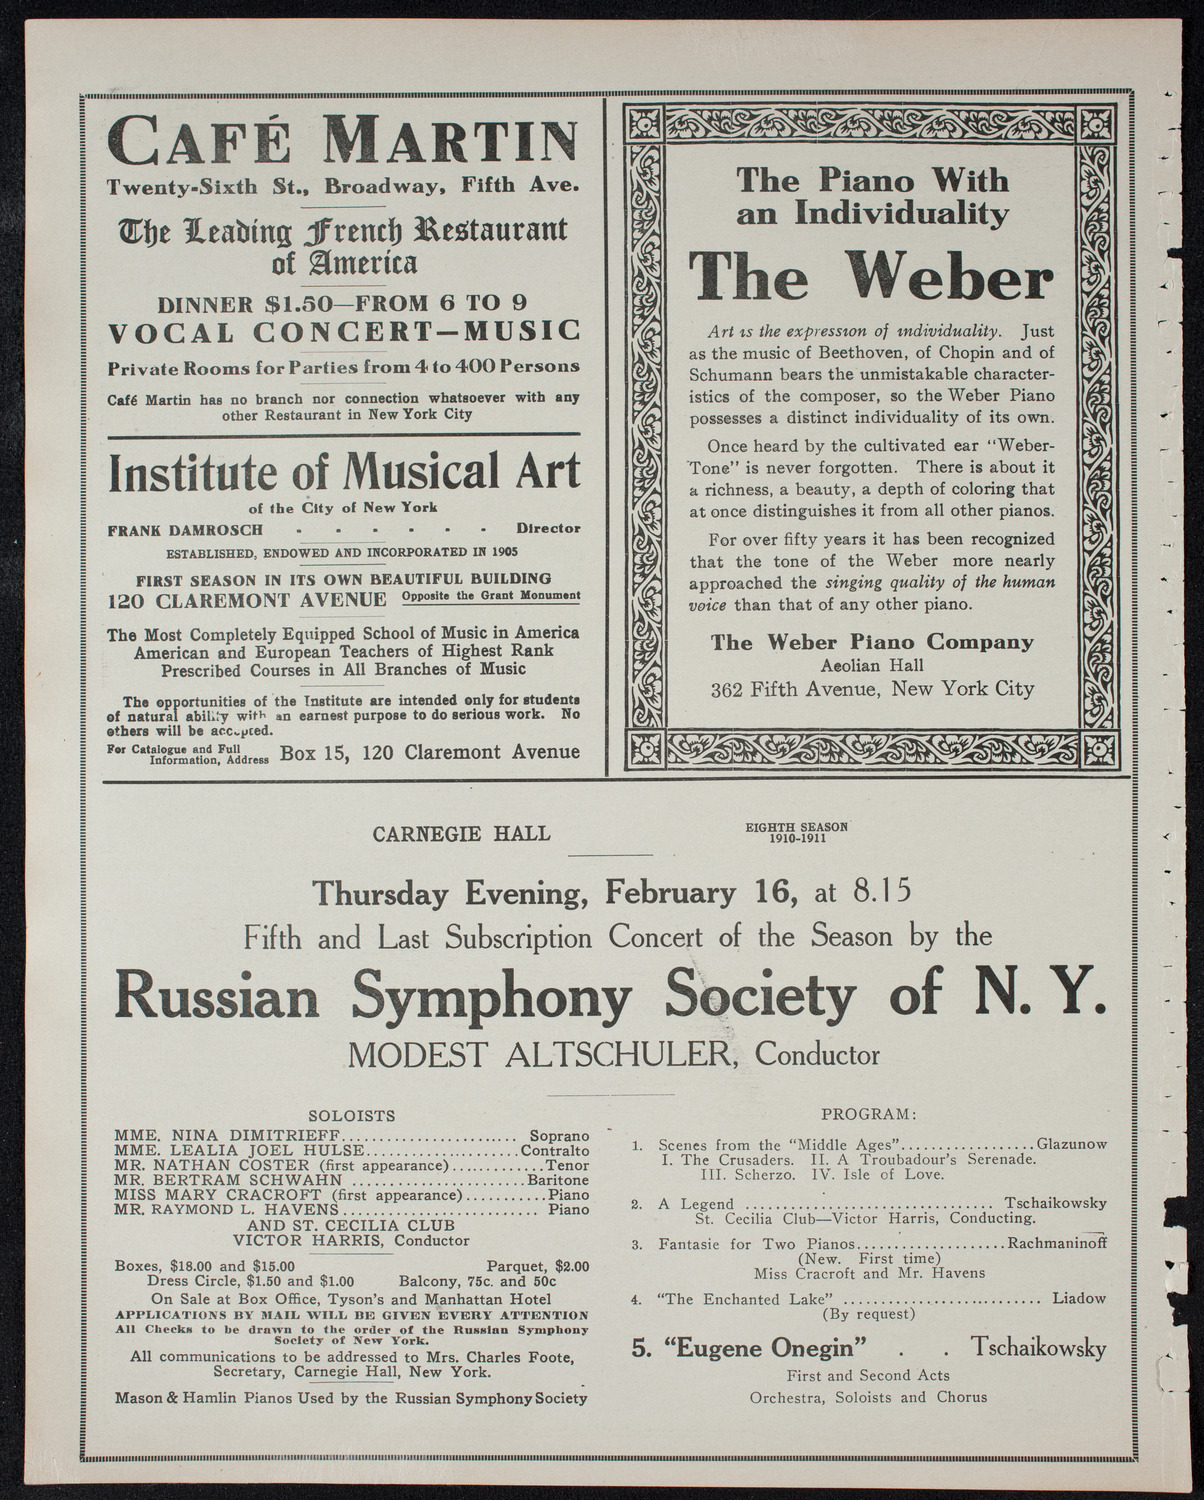 CAFÉ MARTIN
Twenty-Sixth St., Broadway, Fifth Ave.
The Leading French Restaurant
of America
DINNER $1.50—FROM 6 TO 9
VOCAL CONCERT—MUSIC
Private Rooms for Parties from 4 to 400 Persons
Café Martin has no branch nor connection whatsoever with any
other Restaurant in New York City
Institute of Musical Art
of the City of New York
FRANK DAMROSCH - - - - - - Director
ESTABLISHED, ENDOWED AND INCORPORATED IN 1905
FIRST SEASON IN ITS OWN BEAUTIFUL BUILDING
120 CLAREMONT AVENUE Opposite the Grant Monument
The Most Completely Equipped School of Music in America
American and European Teachers of Highest Rank
Prescribed Courses in All Branches of Music
The opportunities of the Institute are intended only for students
of natural ability with an earnest purpose to do serious work. No
others will be accepted.
For Catalogue and Full
Information, Address Box 15, 120 Claremont Avenue
The Piano With
an Individuality
The Weber
Art is the expression of individuality. Just
as the music of Beethoven, of Chopin and of
Schumann bears the unmistakable character-
istics of the composer, so the Weber Piano
possesses a distinct individuality of its own.
Once heard by the cultivated ear "Weber-
Tone" is never forgotten. There is about it
a richness, a beauty, a depth of coloring that
at once distinguishes it from all other pianos.
For over fifty years it has been recognized
that the tone of the Weber more nearly
approached the singing quality of the human
voice than that of any other piano.
The Weber Piano Company
Aeolian Hall
362 Fifth Avenue, New York City
CARNEGIE HALL
EIGHTH SEASON
1910-1911
Thursday Evening, February 16, at 8.15
Fifth and Last Subscription Concert of the Season by the
Russian Symphony Society of N. Y.
MODEST ALTSCHULER, Conductor
SOLOISTS
MME. NINA DIMITRIEFF....................... Soprano
MME. LEALIA JOEL HULSE.....................Contralto
MR. NATHAN COSTER (first appearance)............Tenor
MR. BERTRAM SCHWAHN .......................Baritone
MISS MARY CRACROFT (first appearance)...........Piano
MR. RAYMOND L. HAVENS.......................... Piano
AND ST. CECILIA CLUB
VICTOR HARRIS, Conductor
Boxes, $18.00 and $15.00 Parquet, $2.00
Dress Circle, $1.50 and $1.00 Balcony, 75c. and 50c
On Sale at Box Office, Tyson's and Manhattan Hotel
APPLICATIONS BY MAIL WILL BE GIVEN EVERY ATTENTION
All Checks to be drawn to the order of the Russian Symphony
Society of New York.
All communications to be addressed to Mrs. Charles Foote,
Secretary, Carnegie Hall, New York.
Mason & Hamlin Pianos Used by the Russian Symphony Society
PROGRAM:
1. Scenes from the "Middle Ages".................Glazunow
I. The Crusaders. II. A Troubadour's Serenade.
III. Scherzo. IV. Isle of Love.
2. A Legend ................................ Tschaikowsky
St. Cecilia Club—Victor Harris, Conducting.
3. Fantasie for Two Pianos...................Rachmaninoff
(New. First time)
Miss Cracroft and Mr. Havens
4. "The Enchanted Lake" .......................... Liadow
(By request)
5. "Eugene Onegin" . . Tschaikowsky
First and Second Acts
Orchestra, Soloists and Chorus